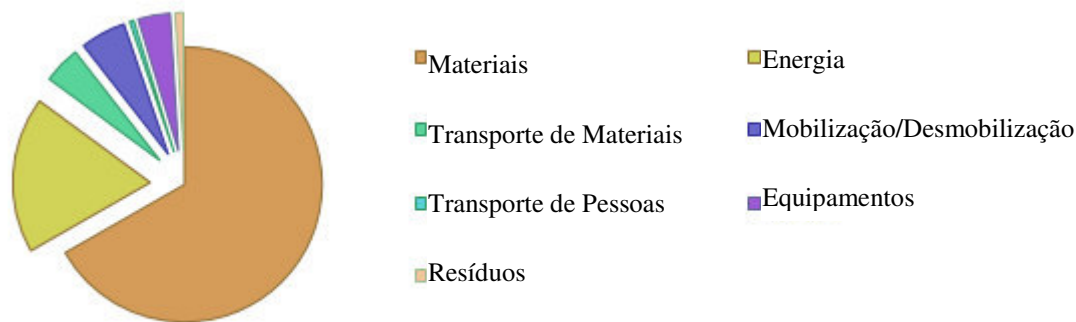 Materiais
Energia
Transporte de Materiais
Mobilização/Desmobilização
Transporte de Pessoas
Equipamentos
Resíduos